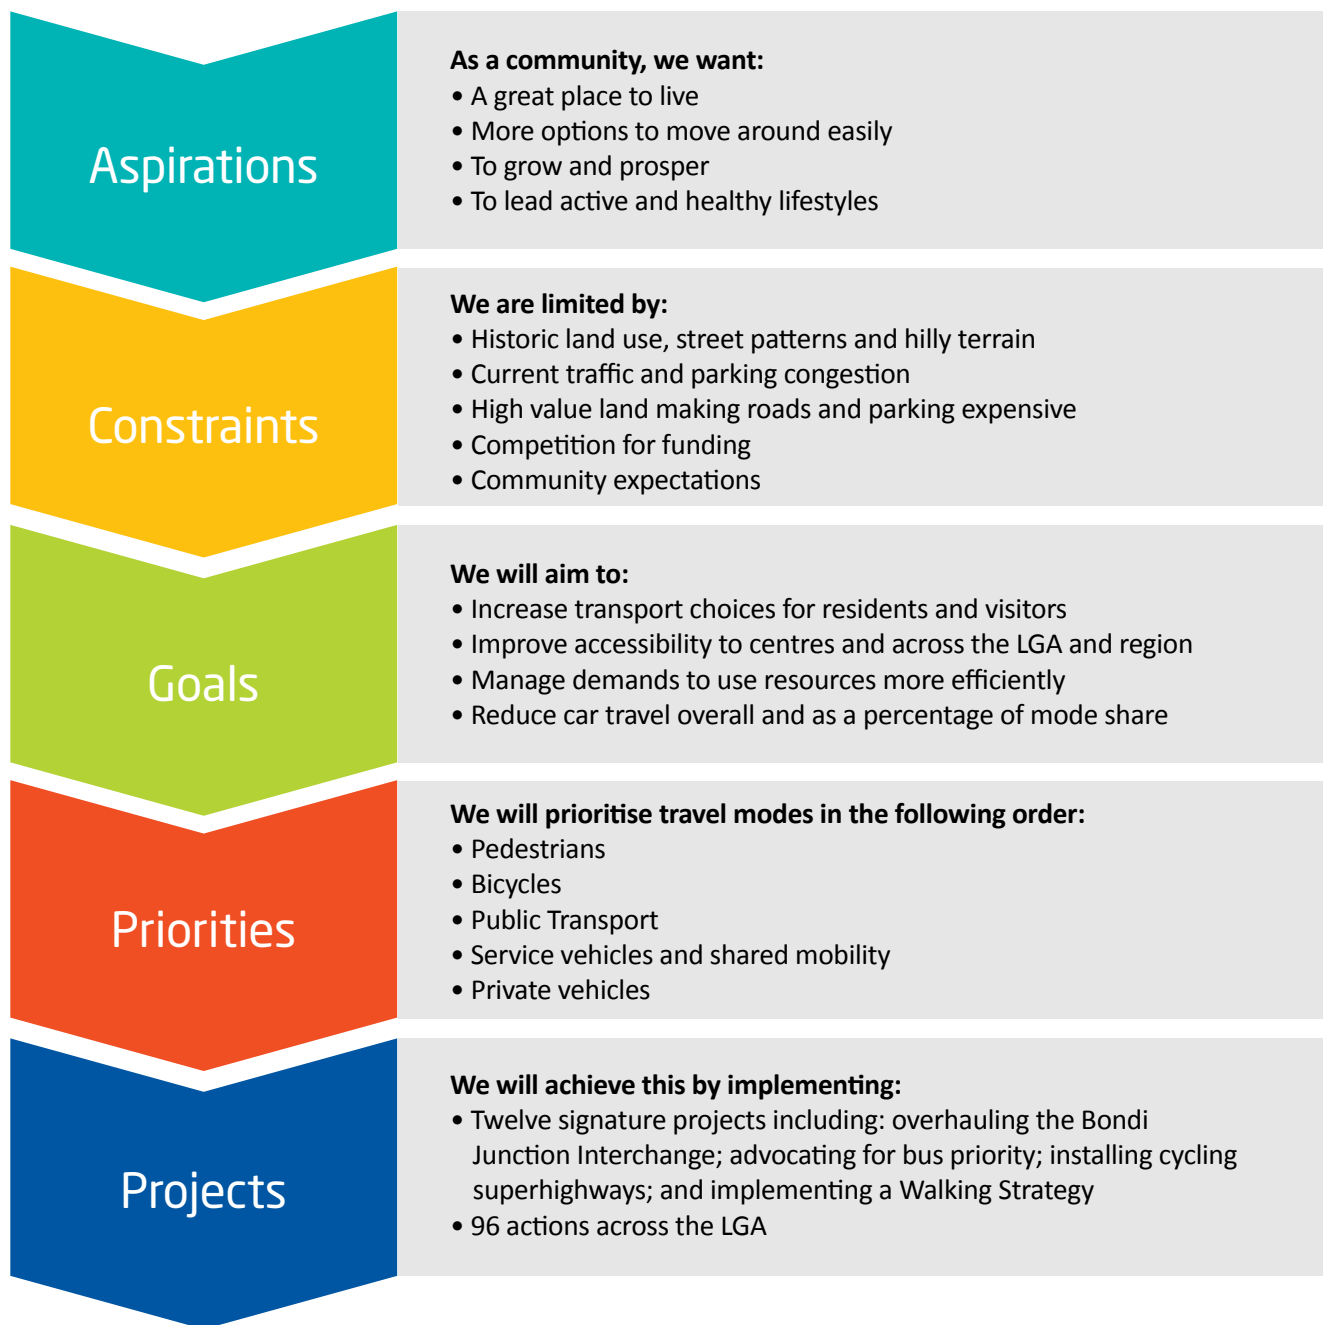 Aspirations
As a community, we want:
• A great place to live
• More options to move around easily
• To grow and prosper
• To lead active and healthy lifestyles
Constraints
We are limited by:
• Historic land use, street patterns and hilly terrain
• Current traffic and parking congestion
• High value land making roads and parking expensive
• Competition for funding
• Community expectations
Goals
We will aim to:
• Increase transport choices for residents and visitors
• Improve accessibility to centres and across the LGA and region
• Manage demands to use resources more efficiently
• Reduce car travel overall and as a percentage of mode share
Priorities
We will prioritise travel modes in the following order:
• Pedestrians
• Bicycles
• Public Transport
• Service vehicles and shared mobility
• Private vehicles
Projects
We will achieve this by implementing:
• Twelve signature projects including: overhauling the Bondi
Junction Interchange; advocating for bus priority; installing cycling
superhighways; and implementing a Walking Strategy
• 96 actions across the LGA